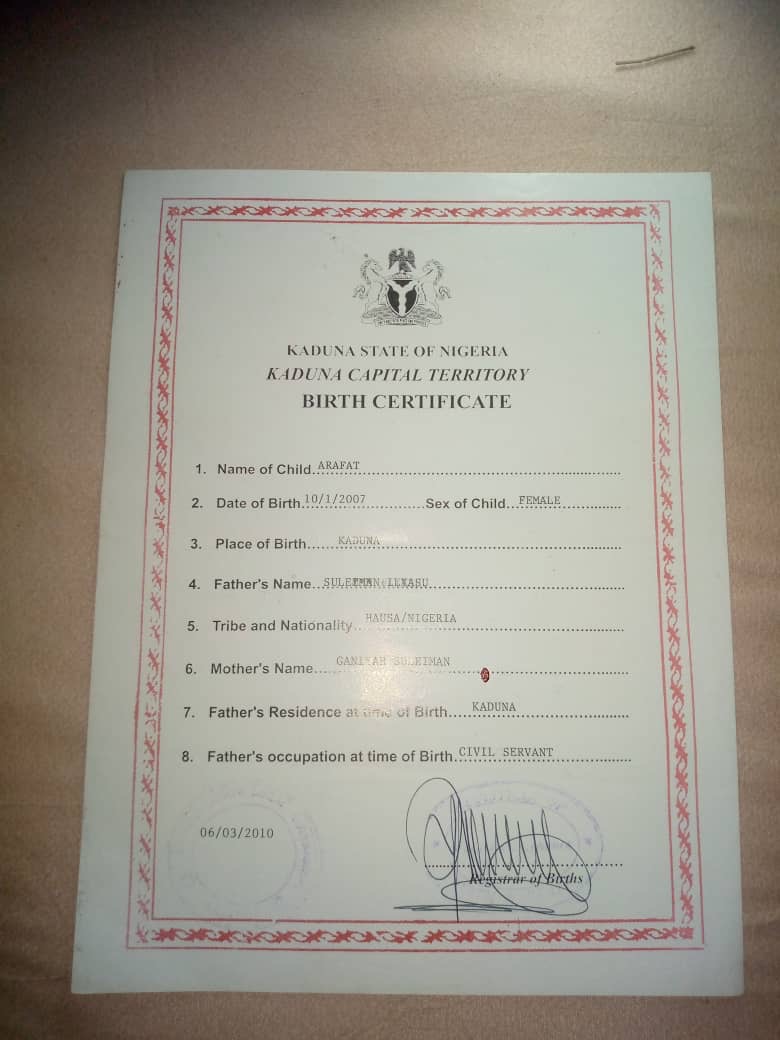 KADUNA STATE OF NIGERIA
KADUNA CAPITAL TERRITORY
BIRTH CERTIFICATE
1. Name of Child ARAFAT
2. Date of Birth 10/1/2007 Sex of Child FEMALE
3. Place of Birth KADUNA
4. Father's Name
5. Tribe and Nationality HAUSA/NIGERIA
6. Mother's Name SULEIMAN
7. Father's Residence at time of Birth KADUNA
8. Father's occupation at time of Birth CIVIL SERVANT
06/03/2010
Registrar of Births